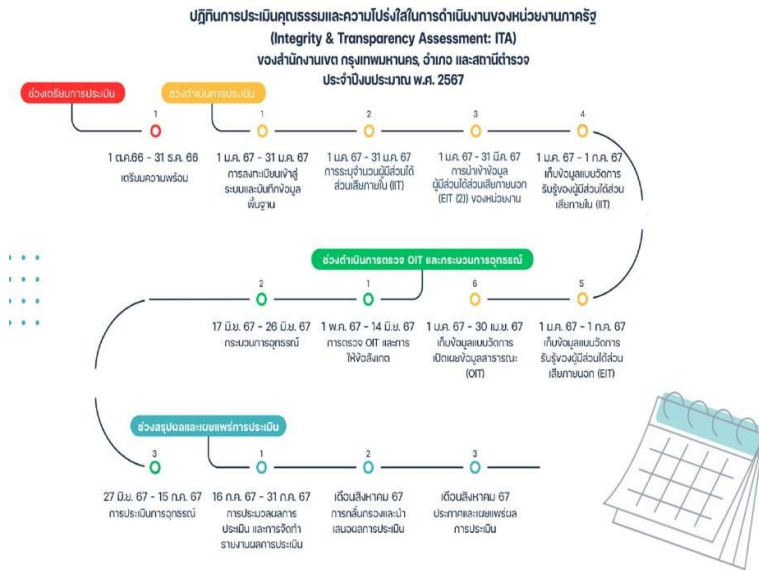 ปฏิทินการประเมินคุณธรรมและความโปร่งใสในการดำเนินงานของหน่วยงานภาครัฐ
(Integrity & Transparency Assessment: ITA)
ของสำนักงานเขต กรุงเทพมหานคร, อำเภอ และสถานีตำรวจ
ประจำปีงบประมาณ พ.ศ. 2567
ช่วงเตรียมการประเมิน
1
1 ต.ค.66 - 31 ธ.ค. 66
เตรียมความพร้อม
ช่วงดำเนินการประเมิน
1
1 ม.ค. 67 - 31 ม.ค. 67
การลงทะเบียนเข้าสู่
ระบบและบันทึกข้อมูล
พื้นฐาน
2
1 ม.ค. 67 - 31 ม.ค. 67
การระบุจำนวนผู้มีส่วนได้
ส่วนเสียภายใน (IIT)
3
1 ม.ค. 67 - 31 มี.ค. 67
การนำเข้าข้อมูล
ผู้มีส่วนได้ส่วนเสียภายนอก
(EIT (2)) ของหน่วยงาน
4
1 ม.ค. 67 - 1 ก.ค. 67
เก็บข้อมูลแบบวัดการ
รับรู้ของผู้มีส่วนได้ส่วน
เสียภายใน (IIT)
5
1 ม.ค. 67 - 1 ก.ค. 67
เก็บข้อมูลแบบวัดการ
รับรู้ของผู้มีส่วนได้ส่วน
เสียภายนอก (EIT)
6
1 ม.ค. 67 - 30 เม.ย. 67
เก็บข้อมูลแบบวัดการ
เปิดเผยข้อมูลสาธารณะ
(OIT)
ช่วงดำเนินการตรวจ OIT และกระบวนการอุทธรณ์
1
1 พ.ค. 67 - 14 มิ.ย. 67
การตรวจ OIT และการ
ให้ข้อสังเกต
2
17 มิ.ย. 67 - 26 มิ.ย. 67
กระบวนการอุทธรณ์
3
27 มิ.ย. 67 - 15 ก.ค. 67
การประเมินการอุทธรณ์
ช่วงสรุปผลและเผยแพร่การประเมิน
1
16 ก.ค. 67 - 31 ก.ค. 67
การประมวลผลการ
ประเมิน และการจัดทำ
รายงานผลการประเมิน
2
เดือนสิงหาคม 67
การกลั่นกรองและนำ
เสนอผลการประเมิน
3
เดือนสิงหาคม 67
ประกาศและเผยแพร่ผล
การประเมิน